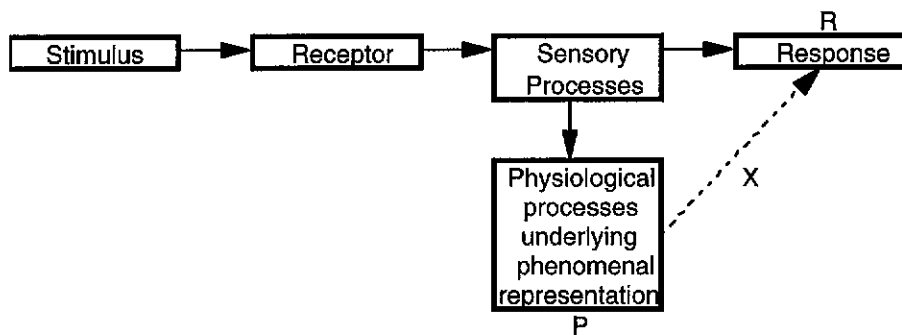 R
Stimulus
Receptor
Sensory
Processes
Response
X
Physiological
processes
underlying
phenomenal
representation
P